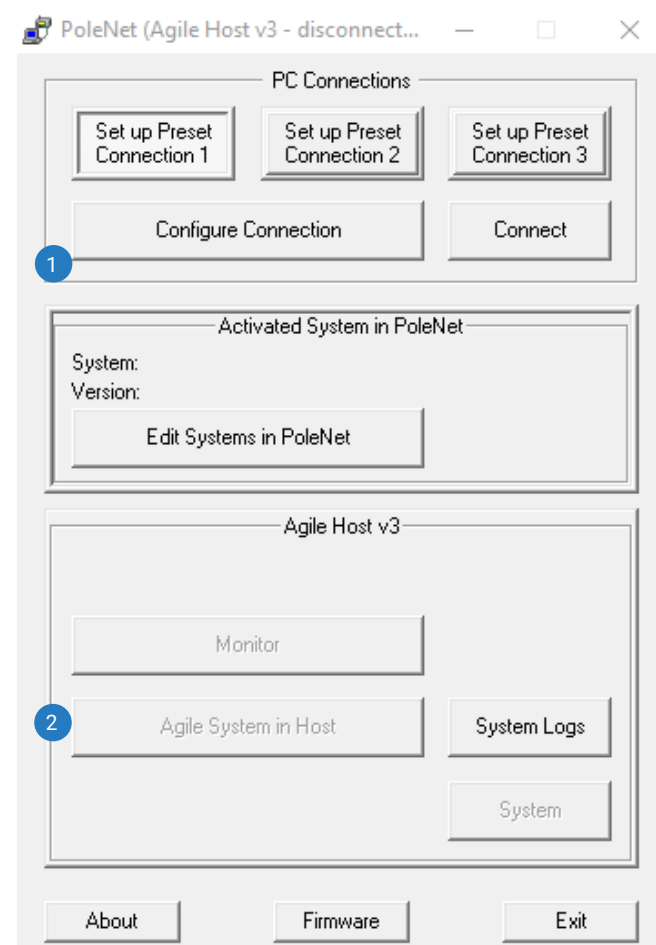 PoleNet (Agile Host v3 - disconnect...
PC Connections
Set up Preset
Connection 1
Set up Preset
Connection 2
Set up Preset
Connection 3
Configure Connection
Connect
1
Activated System in PoleNet
System:
Version:
Edit Systems in PoleNet
Agile Host v3
Monitor
2
Agile System in Host
System Logs
System
About
Firmware
Exit